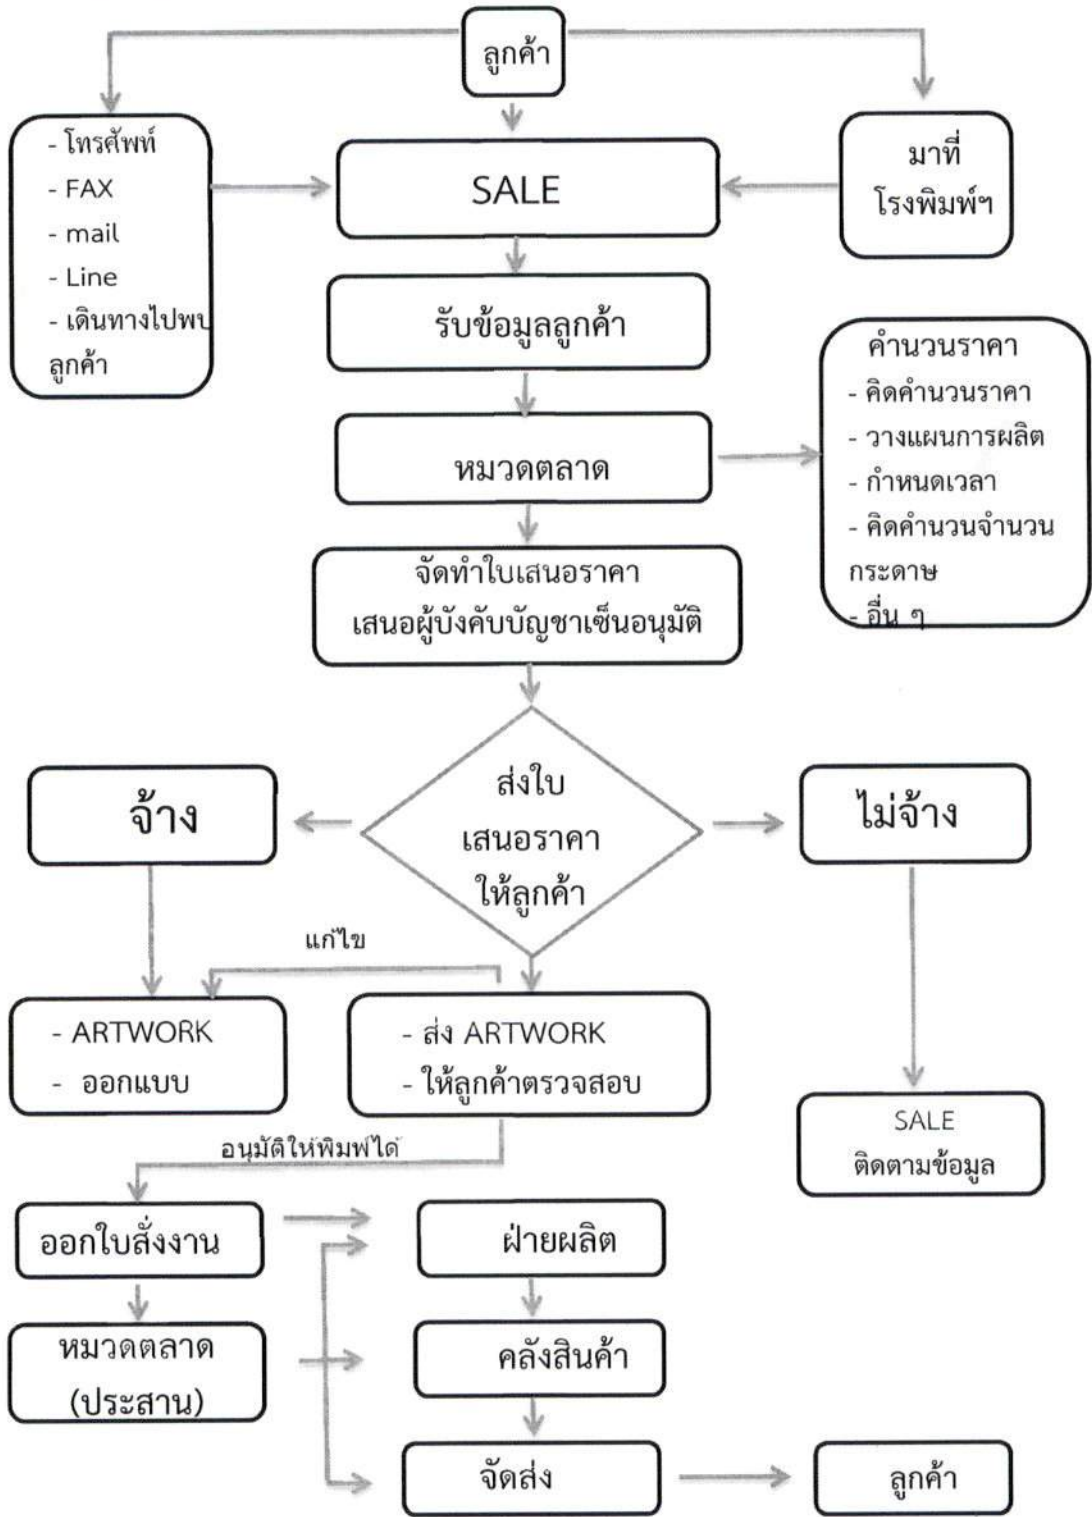 ลูกค้า
- โทรศัพท์
- FAX
- mail
- Line
- เดินทางไปพบ
ลูกค้า
SALE
มาที่
โรงพิมพ์ฯ
รับข้อมูลลูกค้า
หมวดตลาด
คำนวนราคา
- คิดคำนวนราคา
- วางแผนการผลิต
- กำหนดเวลา
- คิดคำนวนจำนวน
กระดาษ
- อื่น ๆ
จัดทำใบเสนอราคา
เสนอผู้บังคับบัญชาเซ็นอนุมัติ
ส่งใบ
เสนอราคา
ให้ลูกค้า
จ้าง
ไม่จ้าง
แก้ไข
- ARTWORK
- ออกแบบ
- ส่ง ARTWORK
- ให้ลูกค้าตรวจสอบ
SALE
ติดตามข้อมูล
อนุมัติให้พิมพ์ได้
ออกใบสั่งงาน
ฝ่ายผลิต
หมวดตลาด
(ประสาน)
คลังสินค้า
จัดส่ง
ลูกค้า